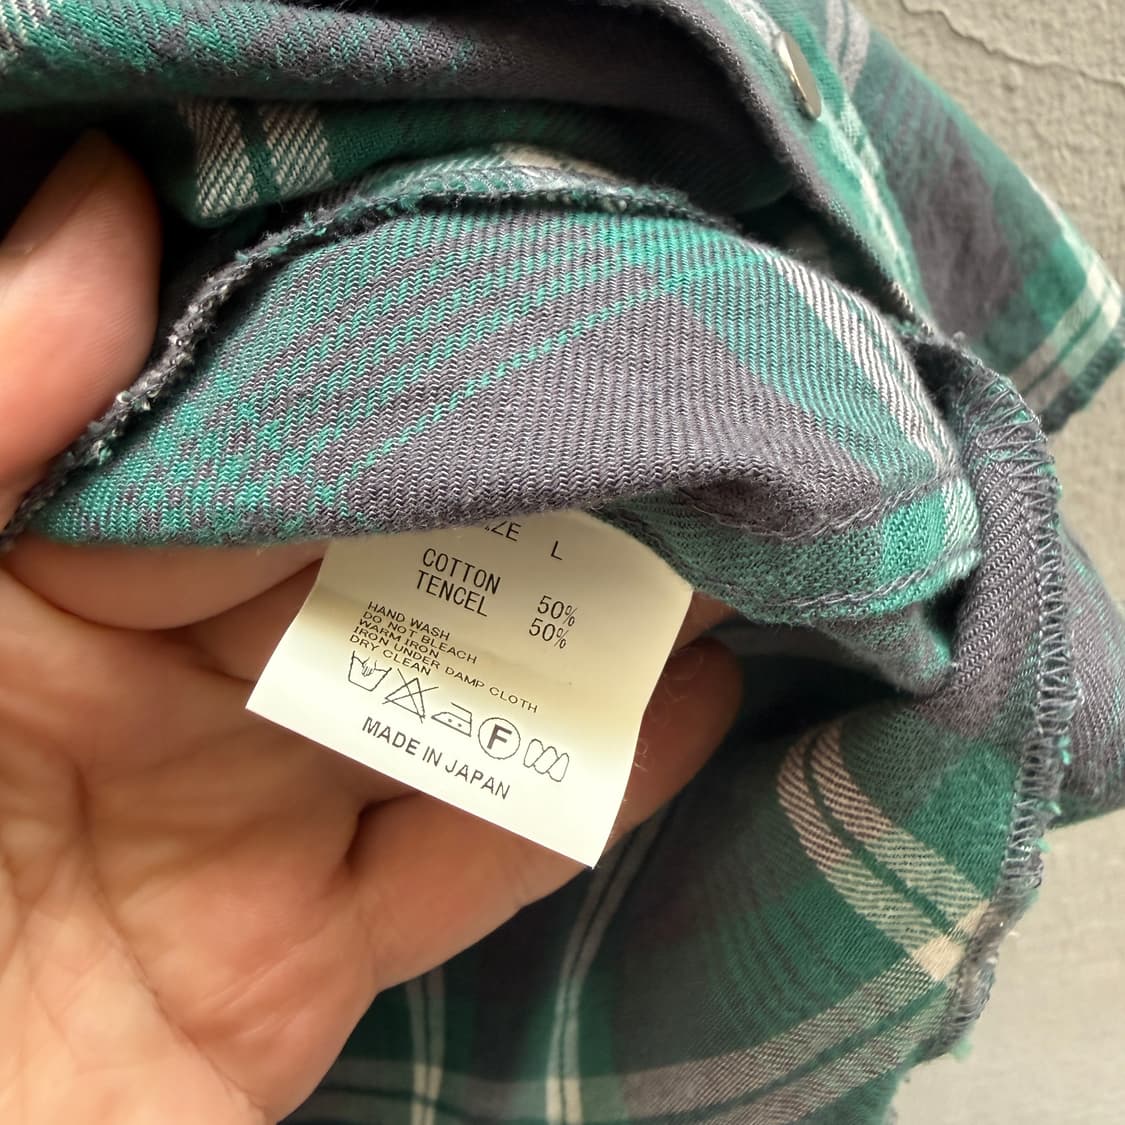 IZE L
COTTON 50%
TENCEL 50%
HAND WASH
DO NOT BLEACH
WARM IRON
IRON UNDER DAMP CLOTH
DRY CLEAN
F
MADE IN JAPAN